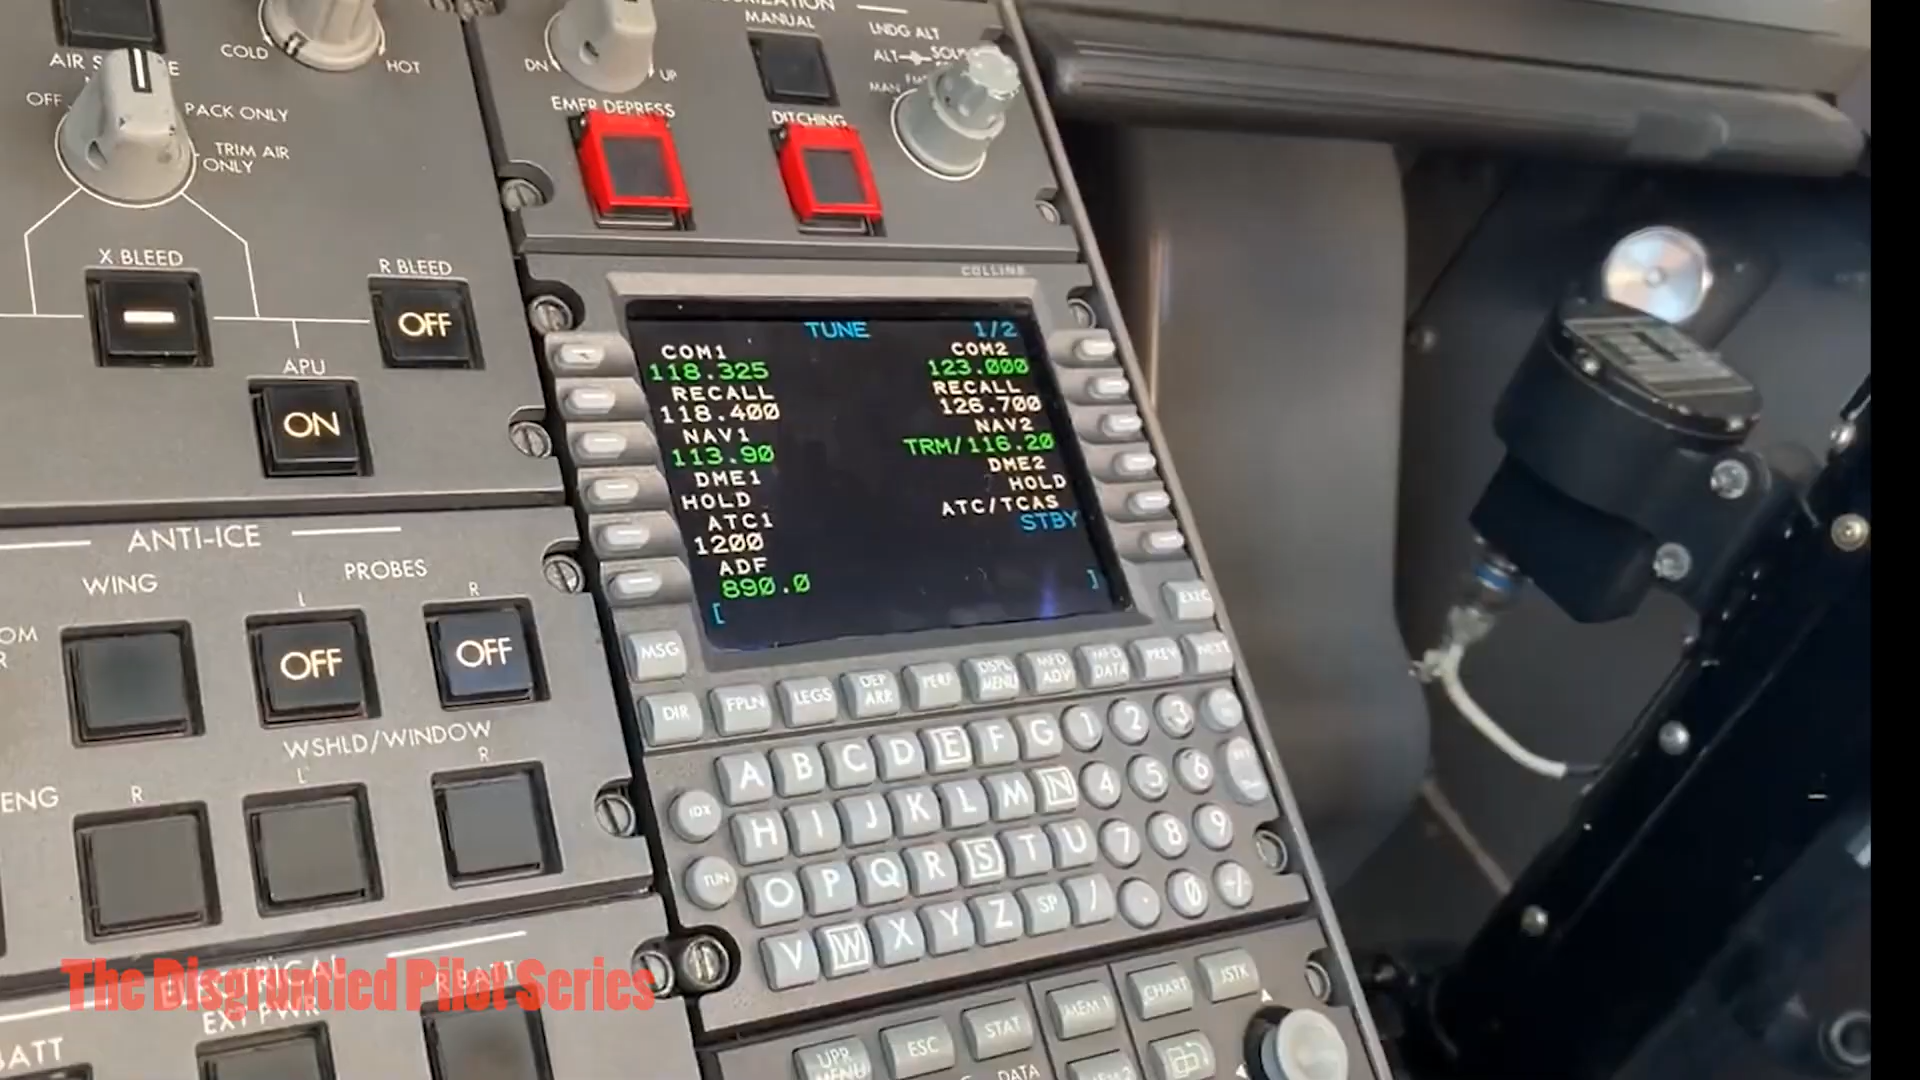 MANUAL
LNDG ALT
COLD
HOT
DN
UP
ALT
MAN
OFF
PACK ONLY
TRIM AIR
ONLY
EMER DEPRESS
DITCHING
X BLEED
R BLEED
OFF
APU
ON
COLLINS
TUNE 1/2
COM1 COM2
118.325 123.000
RECALL RECALL
118.400 126.700
NAV1 NAV2
113.90 TRM/116.20
DME1 DME2
HOLD HOLD
ATC1 ATC/TCAS
1200 STBY
ADF
890.0
[ ]
ANTI-ICE
WING
PROBES
L R
OFF OFF
WSHLD/WINDOW
L R
ENG
R
MSG
EXEC
DIR FPLN LEGS DEP ARR PERF DSPL MENU MFD ADV MFD DATA PREV NEXT
A B C D E F G 1 2 3
IDX H I J K L M N 4 5 6
TUN O P Q R S T U 7 8 9
V W X Y Z SP / . 0 +/-
The Disgruntled Pilot Series
ELECTRICAL
R BATT
EXT PWR
BATT
UPR MENU ESC STAT MEM 1 CHART JSTK
DATA